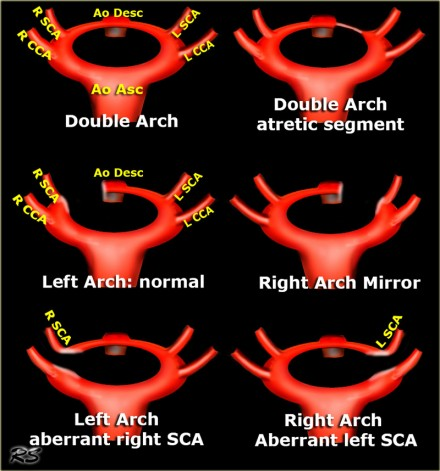 Ao Desc
R SCA
L SCA
R CCA
L CCA
Ao Asc
Double Arch
Double Arch
atretic segment
Ao Desc
R SCA
L SCA
R CCA
L CCA
Left Arch: normal
Right Arch Mirror
R SCA
L SCA
Left Arch
aberrant right SCA
Right Arch
Aberrant left SCA
RS